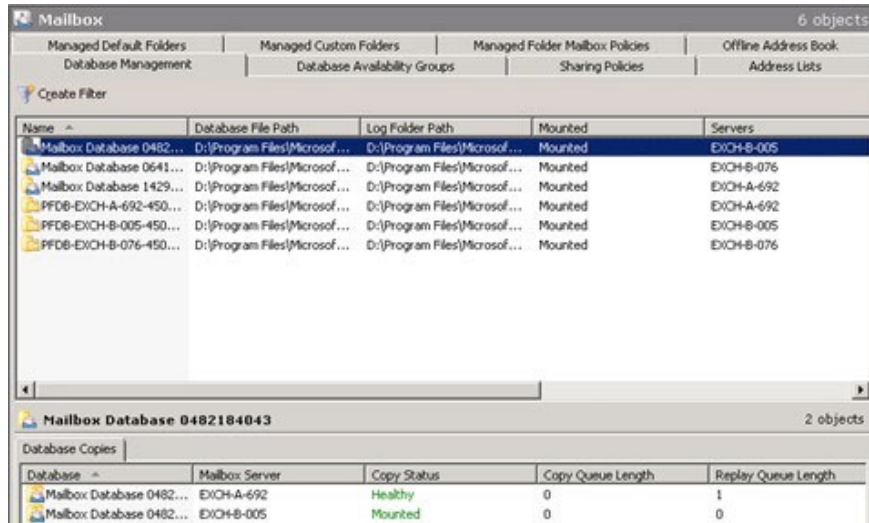 Mailbox 6 objects
Managed Default Folders Managed Custom Folders Managed Folder Mailbox Policies Offline Address Book
Database Management Database Availability Groups Sharing Policies Address Lists
Create Filter
Name Database File Path Log Folder Path Mounted Servers
Mailbox Database 0482... D:\Program Files\Microsof... D:\Program Files\Microsof... Mounted EXCH-B-005
Mailbox Database 0641... D:\Program Files\Microsof... D:\Program Files\Microsof... Mounted EXCH-B-076
Mailbox Database 1429... D:\Program Files\Microsof... D:\Program Files\Microsof... Mounted EXCH-A-692
PFDB-EXCH-A-692-450... D:\Program Files\Microsof... D:\Program Files\Microsof... Mounted EXCH-A-692
PFDB-EXCH-B-005-450... D:\Program Files\Microsof... D:\Program Files\Microsof... Mounted EXCH-B-005
PFDB-EXCH-B-076-450... D:\Program Files\Microsof... D:\Program Files\Microsof... Mounted EXCH-B-076
Mailbox Database 0482184043 2 objects
Database Copies
Database Mailbox Server Copy Status Copy Queue Length Replay Queue Length
Mailbox Database 0482... EXCH-A-692 Healthy 0 1
Mailbox Database 0482... EXCH-B-005 Mounted 0 0